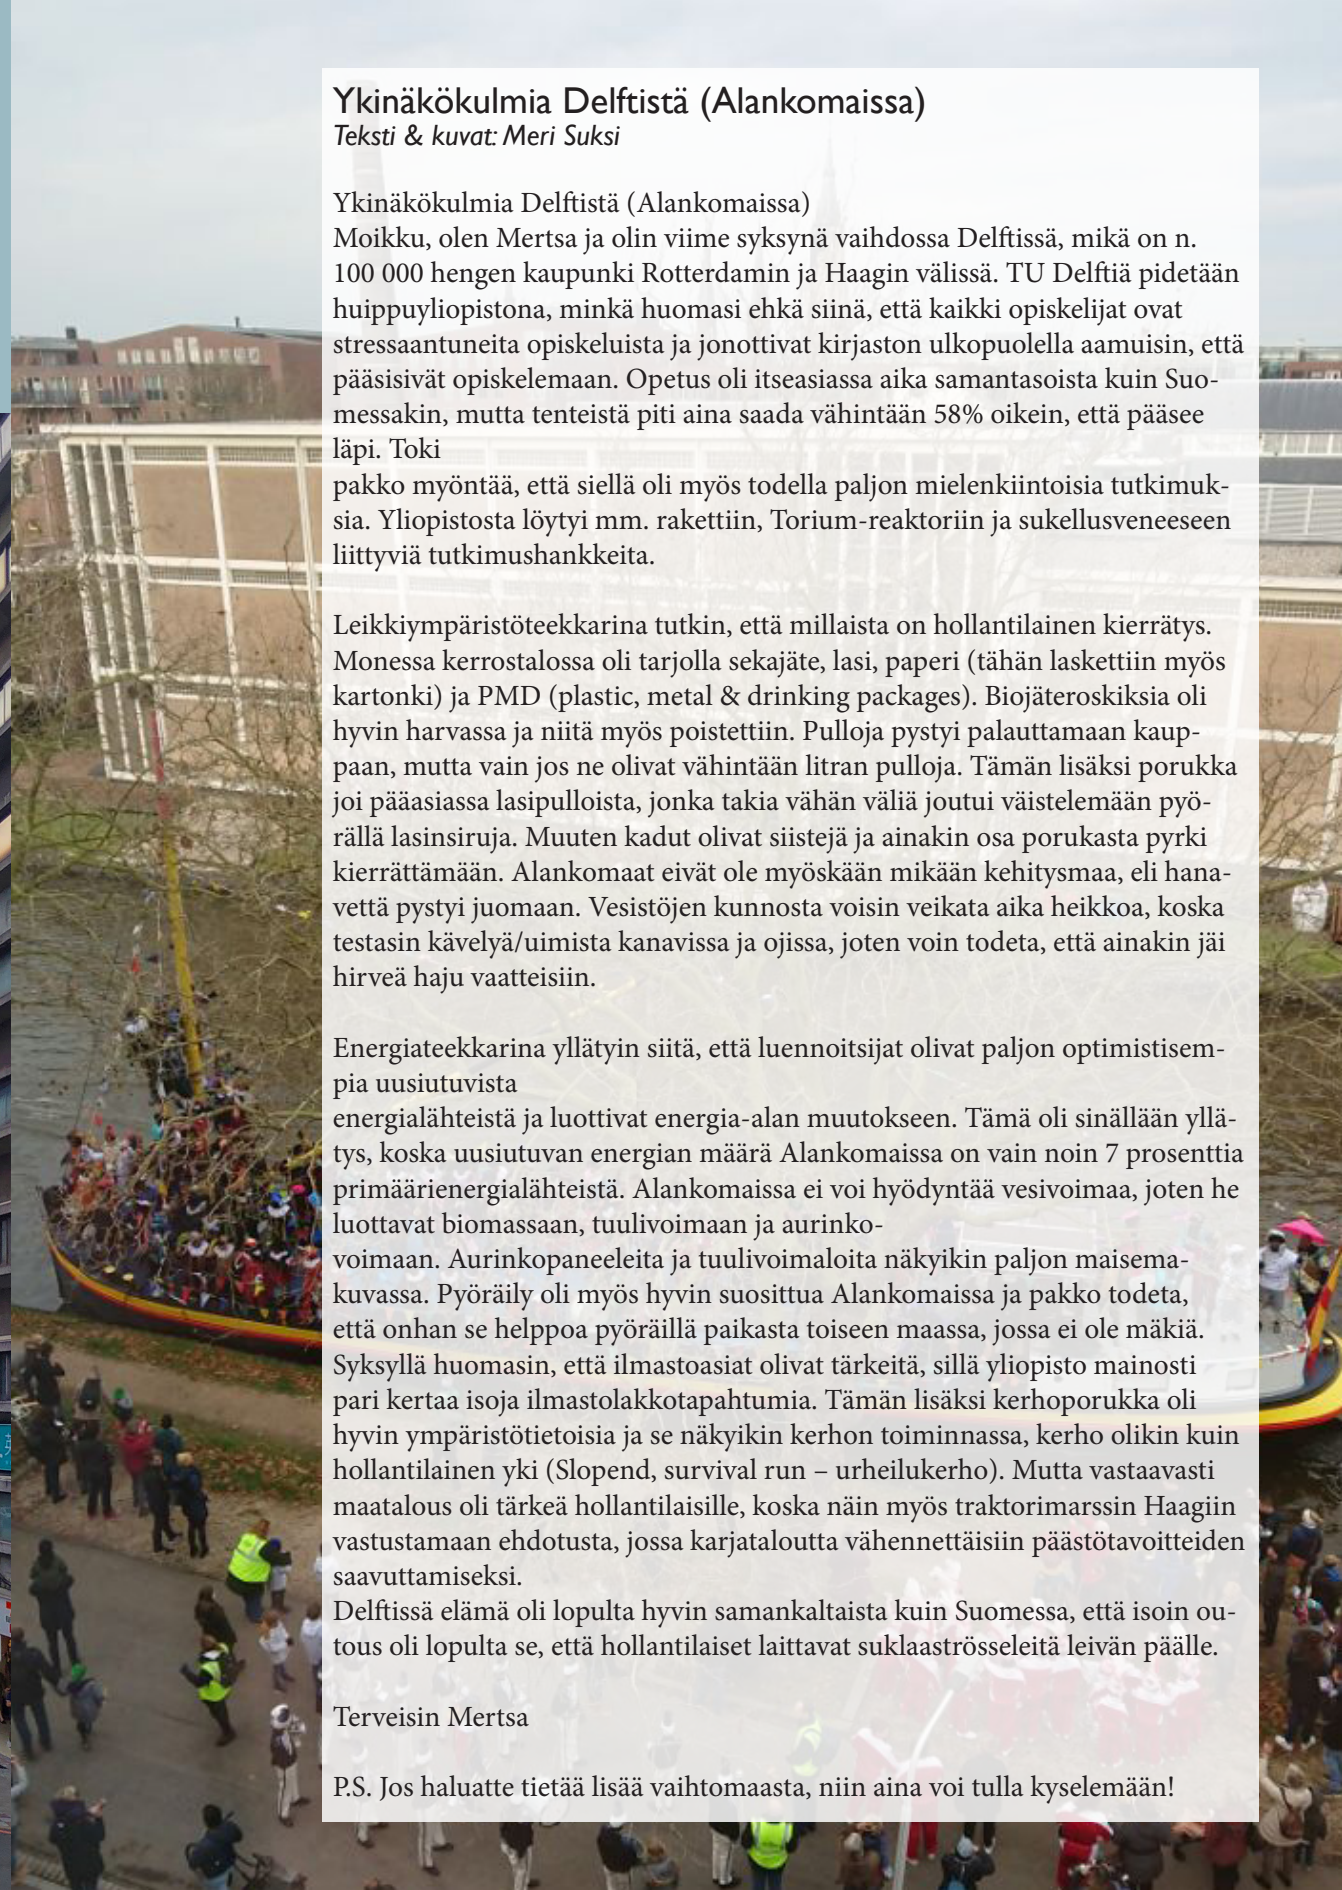 Ykinäkökulmia Delftistä (Alankomaissa)
Teksti & kuvat: Meri Suksi
Ykinäkökulmia Delftistä (Alankomaissa)
Moikku, olen Mertsa ja olin viime syksynä vaihdossa Delftissä, mikä on n.
100 000 hengen kaupunki Rotterdamin ja Haagin välissä. TU Delftiä pidetään
huippuyliopistona, minkä huomasi ehkä siinä, että kaikki opiskelijat ovat
stressaantuneita opiskeluista ja jonottivat kirjaston ulkopuolella aamuisin, että
pääsisivät opiskelemaan. Opetus oli itseasiassa aika samantasoista kuin Suo-
messakin, mutta tenteistä piti aina saada vähintään 58% oikein, että pääsee
läpi. Toki
pakko myöntää, että siellä oli myös todella paljon mielenkiintoisia tutkimuk-
sia. Yliopistosta löytyi mm. rakettiin, Torium-reaktoriin ja sukellusveneeseen
liittyviä tutkimushankkeita.
Leikkiympäristöteekkarina tutkin, että millaista on hollantilainen kierrätys.
Monessa kerrostalossa oli tarjolla sekajäte, lasi, paperi (tähän laskettiin myös
kartonki) ja PMD (plastic, metal & drinking packages). Biojäteroskiksia oli
hyvin harvassa ja niitä myös poistettiin. Pulloja pystyi palauttamaan kaup-
paan, mutta vain jos ne olivat vähintään litran pulloja. Tämän lisäksi porukka
joi pääasiassa lasipulloista, jonka takia vähän väliä joutui väistelemään pyö-
rällä lasinsiruja. Muuten kadut olivat siistejä ja ainakin osa porukasta pyrki
kierrättämään. Alankomaat eivät ole myöskään mikään kehitysmaa, eli hana-
vettä pystyi juomaan. Vesistöjen kunnosta voisin veikata aika heikkoa, koska
testasin kävelyä/uimista kanavissa ja ojissa, joten voin todeta, että ainakin jäi
hirveä haju vaatteisiin.
Energiateekkarina yllätyin siitä, että luennoitsijat olivat paljon optimistisem-
pia uusiutuvista
energialähteistä ja luottivat energia-alan muutokseen. Tämä oli sinällään yllä-
tys, koska uusiutuvan energian määrä Alankomaissa on vain noin 7 prosenttia
primäärienergialähteistä. Alankomaissa ei voi hyödyntää vesivoimaa, joten he
luottavat biomassaan, tuulivoimaan ja aurinko-
voimaan. Aurinkopaneeleita ja tuulivoimaloita näkyikin paljon maisema-
kuvassa. Pyöräily oli myös hyvin suosittua Alankomaissa ja pakko todeta,
että onhan se helppoa pyöräillä paikasta toiseen maassa, jossa ei ole mäkiä.
Syksyllä huomasin, että ilmastoasiat olivat tärkeitä, sillä yliopisto mainosti
pari kertaa isoja ilmastolakkotapahtumia. Tämän lisäksi kerhoporukka oli
hyvin ympäristötietoisia ja se näkyikin kerhon toiminnassa, kerho olikin kuin
hollantilainen yki (Slopend, survival run – urheilukerho). Mutta vastaavasti
maatalous oli tärkeä hollantilaisille, koska näin myös traktorimarssin Haagiin
vastustamaan ehdotusta, jossa karjataloutta vähennettäisiin päästötavoitteiden
saavuttamiseksi.
Delftissä elämä oli lopulta hyvin samankaltaista kuin Suomessa, että isoin ou-
tous oli lopulta se, että hollantilaiset laittavat suklaaströsseleitä leivän päälle.
Terveisin Mertsa
P.S. Jos haluatte tietää lisää vaihtomaasta, niin aina voi tulla kyselemään!